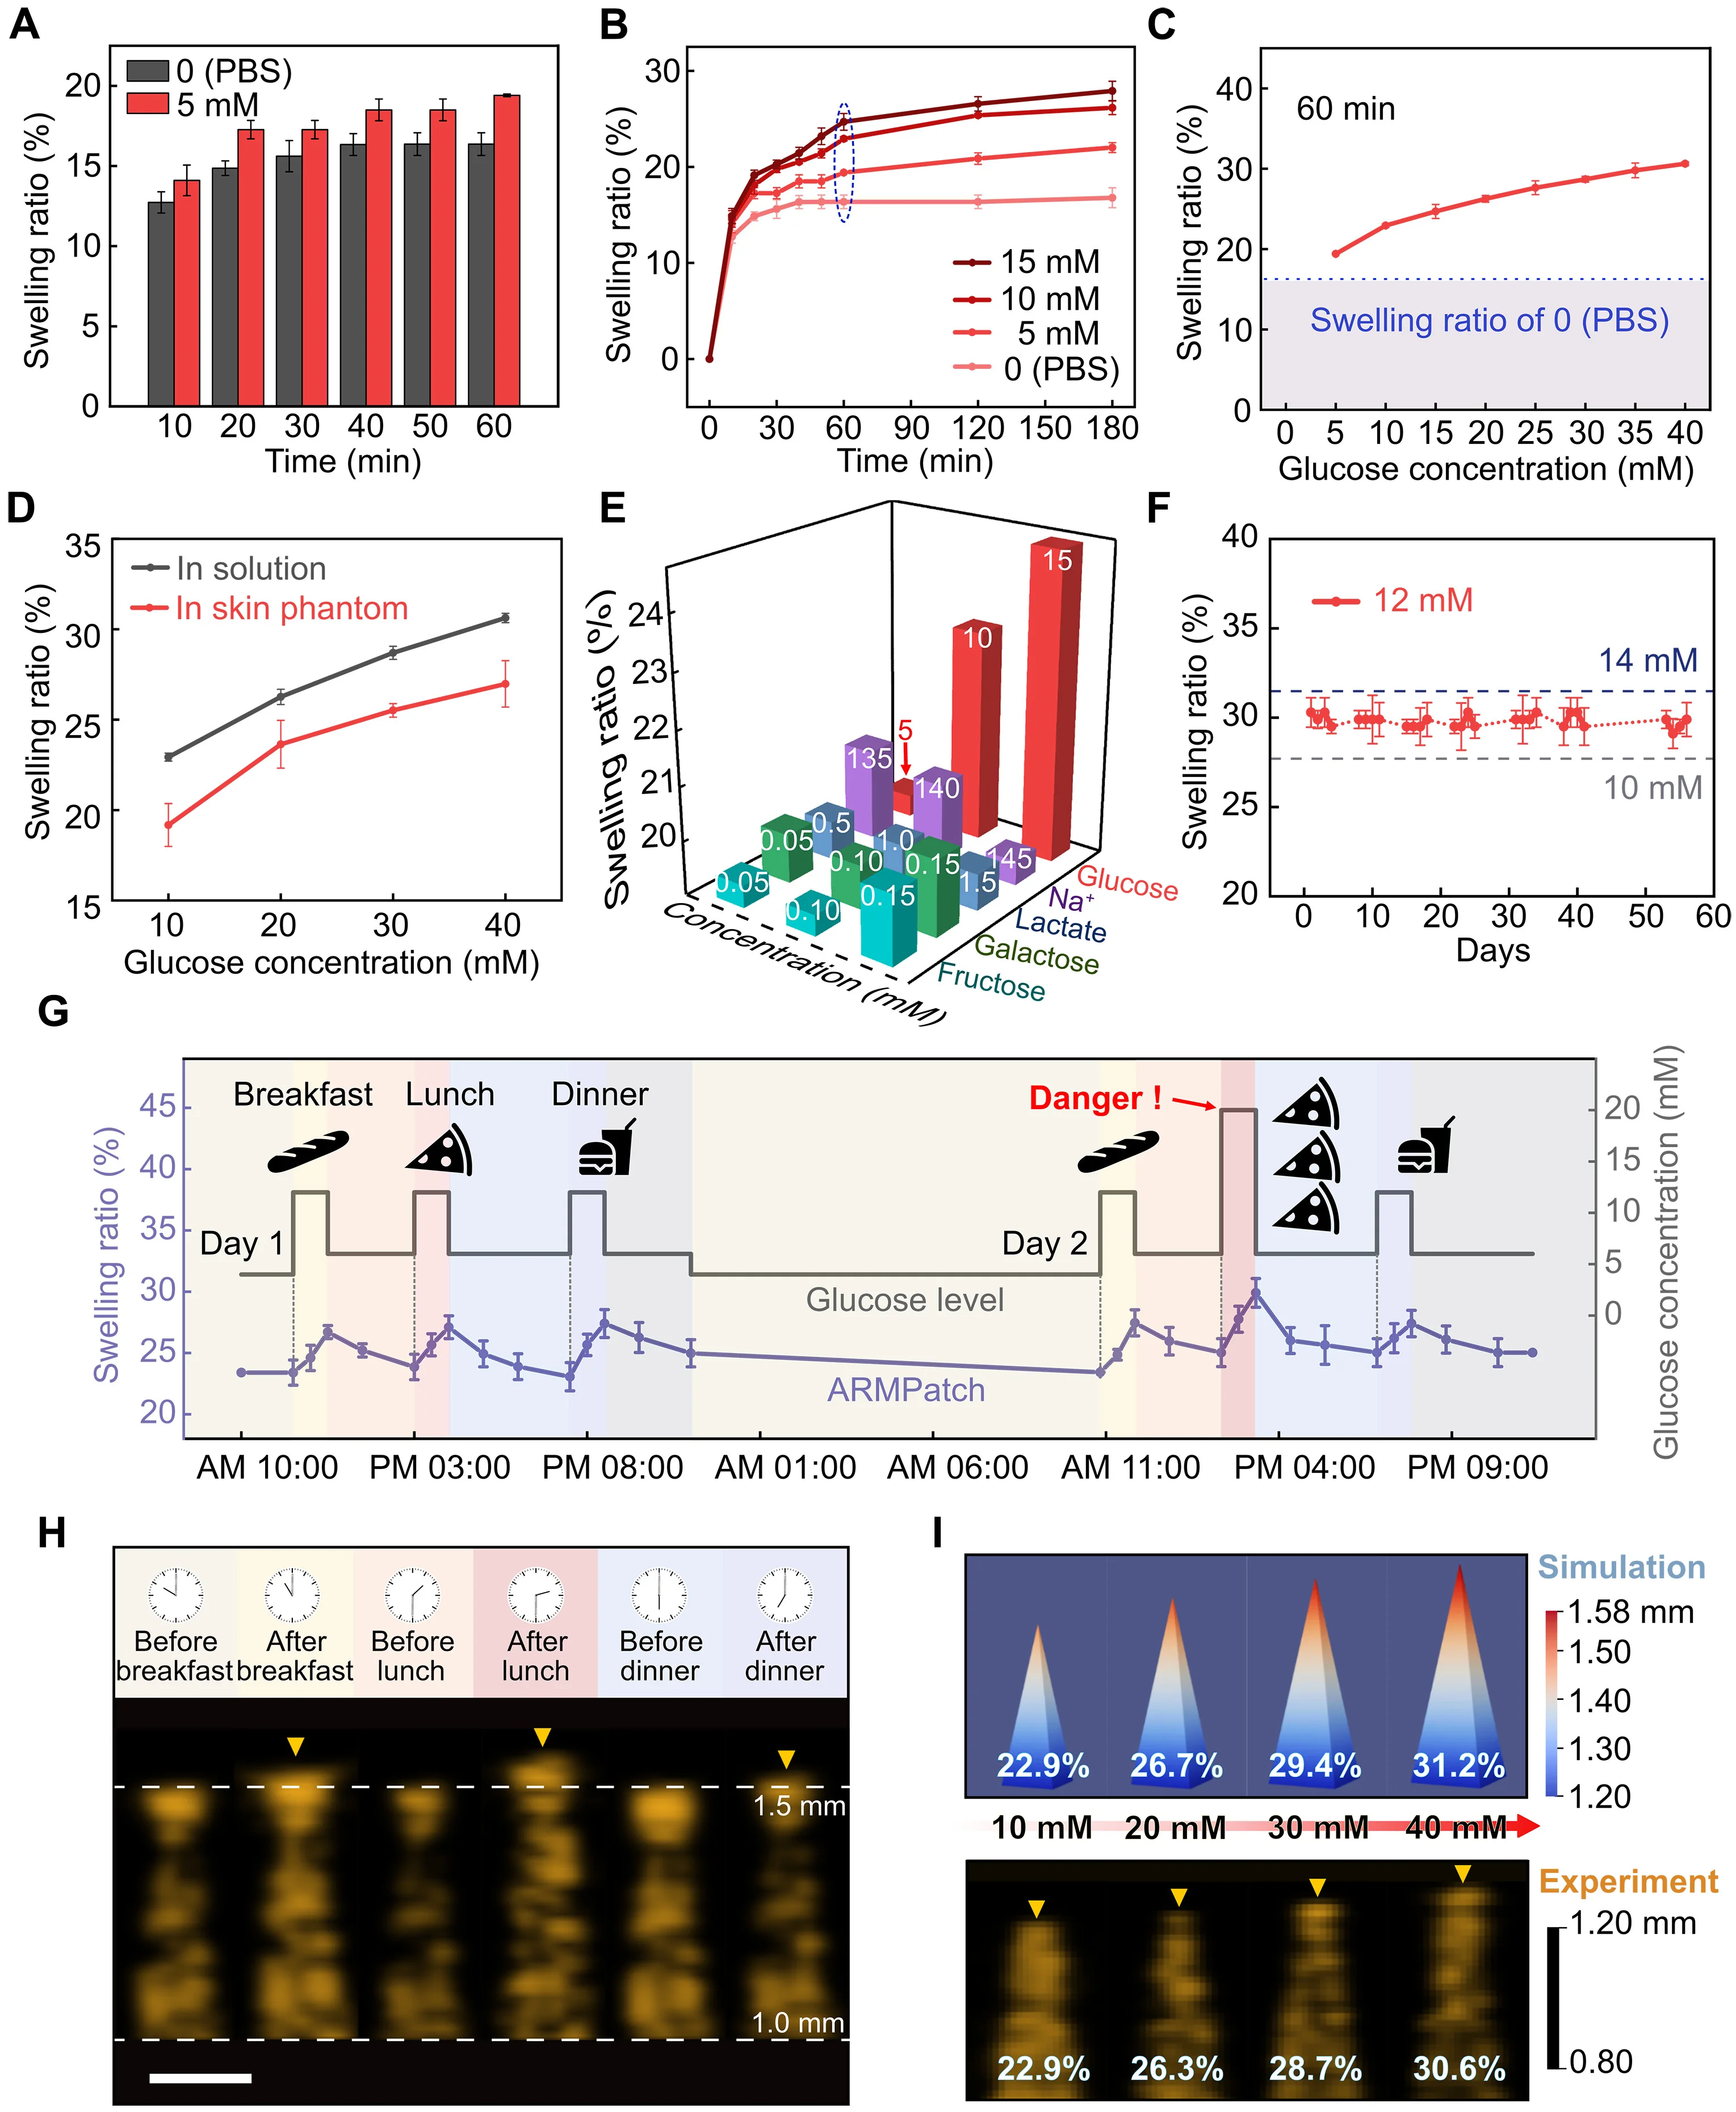 A
Swelling ratio (%)
20
15
10
5
0
0 (PBS)
5 mM
10 20 30 40 50 60
Time (min)
B
Swelling ratio (%)
30
20
10
0
15 mM
10 mM
5 mM
0 (PBS)
0 30 60 90 120 150 180
Time (min)
C
Swelling ratio (%)
40
30
20
10
0
60 min
Swelling ratio of 0 (PBS)
0 5 10 15 20 25 30 35 40
Glucose concentration (mM)
D
Swelling ratio (%)
35
30
25
20
15
In solution
In skin phantom
10 20 30 40
Glucose concentration (mM)
E
Swelling ratio (%)
24
23
22
21
20
15
10
5
135
140
145
0.5
1.0
1.5
0.05
0.10
0.15
0.05
0.10
0.15
Glucose
Na+
Lactate
Galactose
Fructose
Concentration (mM)
F
Swelling ratio (%)
40
35
30
25
20
12 mM
14 mM
10 mM
0 10 20 30 40 50 60
Days
G
Swelling ratio (%)
45
40
35
30
25
20
Breakfast Lunch Dinner
Danger !
Day 1
Day 2
Glucose level
ARMPatch
20
15
10
5
0
Glucose concentration (mM)
AM 10:00 PM 03:00 PM 08:00 AM 01:00 AM 06:00 AM 11:00 PM 04:00 PM 09:00
H
Before breakfast
After breakfast
Before lunch
After lunch
Before dinner
After dinner
1.5 mm
1.0 mm
I
Simulation
1.58 mm
1.50
1.40
1.30
1.20
22.9% 26.7% 29.4% 31.2%
10 mM 20 mM 30 mM 40 mM
Experiment
1.20 mm
0.80
22.9% 26.3% 28.7% 30.6%